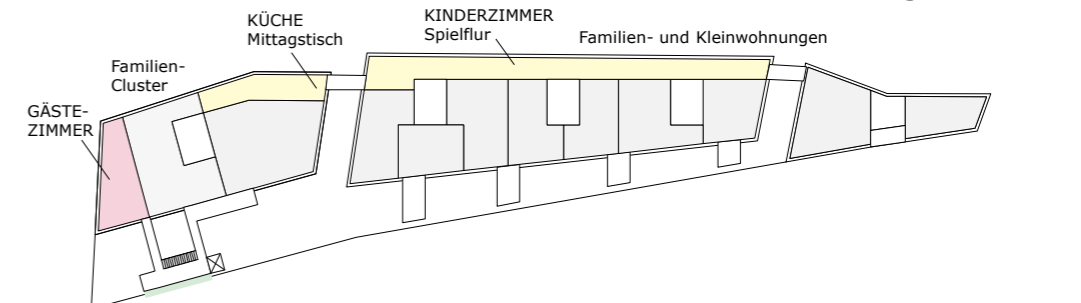 KÜCHE
Mittagstisch
KINDERZIMMER
Spielflur
Familien- und Kleinwohnungen
Familien-
Cluster
GÄSTE-
ZIMMER